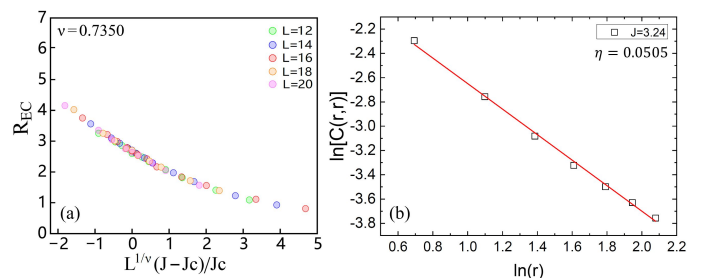 ν=0.7350
L=12
L=14
L=16
L=18
L=20
R_EC
7
6
5
4
3
2
1
0
(a)
−2 −1 0 1 2 3 4 5
L^{1/ν}(J−Jc)/Jc
J=3.24
η = 0.0505
ln[C(r,r)]
-2.2
-2.4
-2.6
-2.8
-3.0
-3.2
-3.4
-3.6
-3.8
(b)
0.6 0.8 1.0 1.2 1.4 1.6 1.8 2.0 2.2
ln(r)